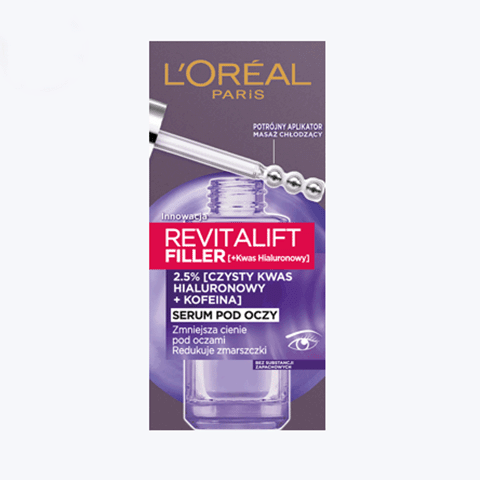 L'ORÉAL
PARIS
POTRÓJNY APLIKATOR
MASAŻ CHŁODZĄCY
Innowacja
REVITALIFT
FILLER [+Kwas Hialuronowy]
2.5% [CZYSTY KWAS
HIALURONOWY
+ KOFEINA]
SERUM POD OCZY
Zmniejsza cienie
pod oczami
Redukuje zmarszczki
BEZ SUBSTANCJI
ZAPACHOWYCH